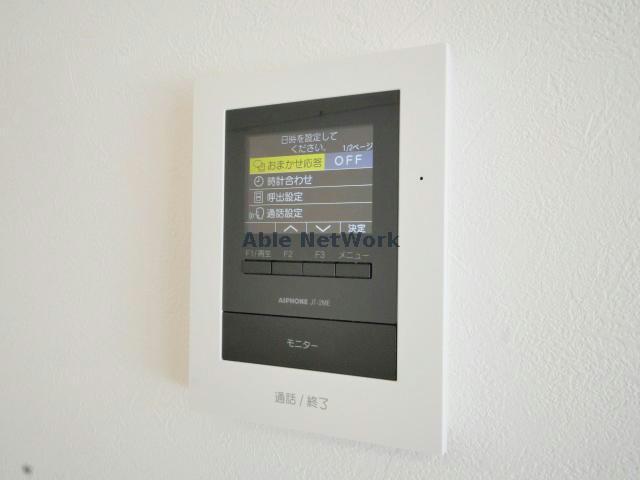 日時を設定して
ください。 1/2ページ
おまかせ応答 OFF
時計合わせ
呼出設定
通話設定
決定
Able NetWork
F1/再生 F2 F3 メニュー
AIPHONE JT-2ME
モニター
通話/終了